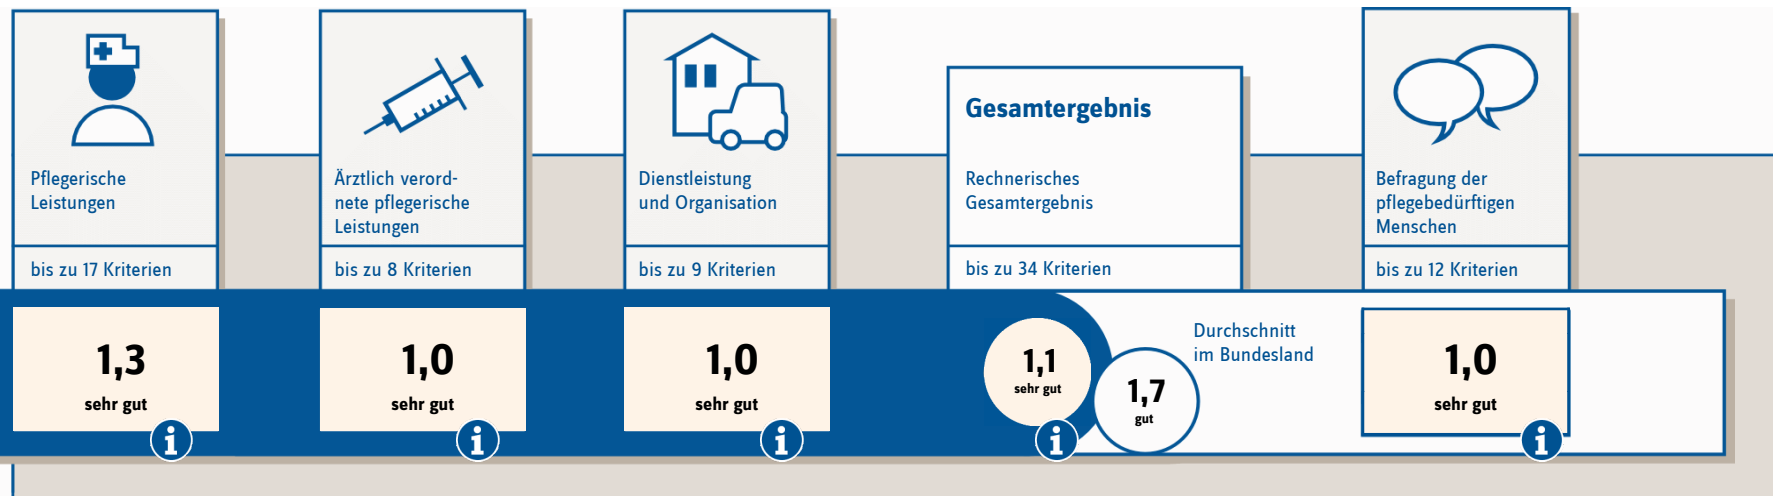 Pflegerische
Leistungen
bis zu 17 Kriterien
1,3
sehr gut
i
Ärztlich verord-
nete pflegerische
Leistungen
bis zu 8 Kriterien
1,0
sehr gut
i
Dienstleistung
und Organisation
bis zu 9 Kriterien
1,0
sehr gut
i
Gesamtergebnis
Rechnerisches
Gesamtergebnis
bis zu 34 Kriterien
1,1
sehr gut
i
1,7
gut
Durchschnitt
im Bundesland
Befragung der
pflegebedürftigen
Menschen
bis zu 12 Kriterien
1,0
sehr gut
i